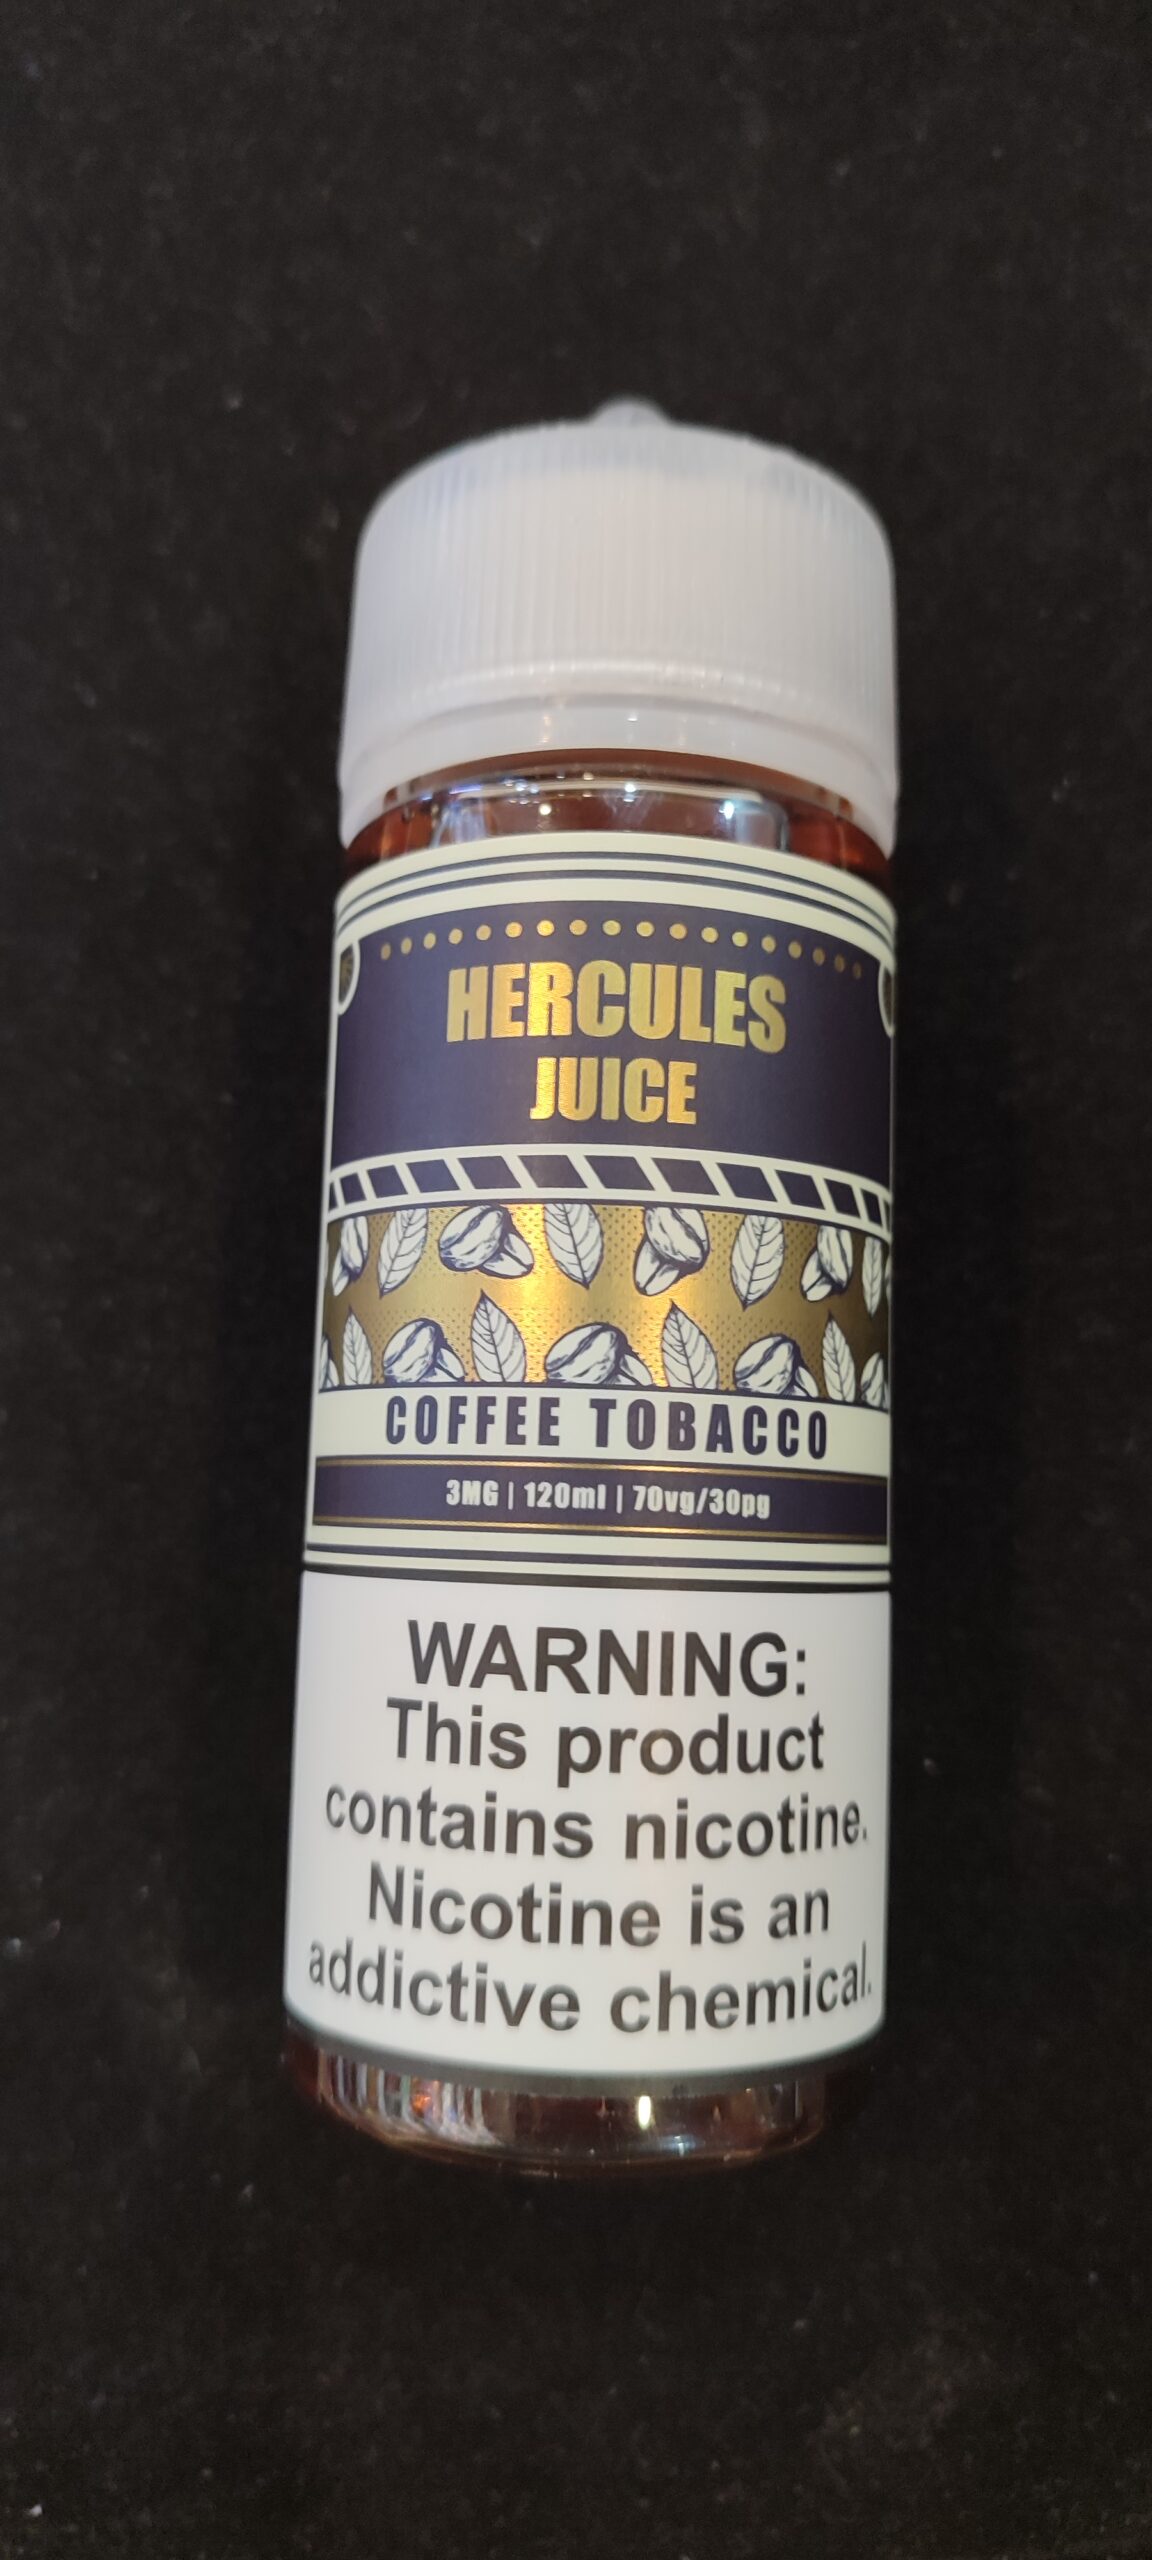 HERCULES
JUICE
COFFEE TOBACCO
3MG | 120ml | 70vg/30pg
WARNING:
This product
contains nicotine.
Nicotine is an
addictive chemical.